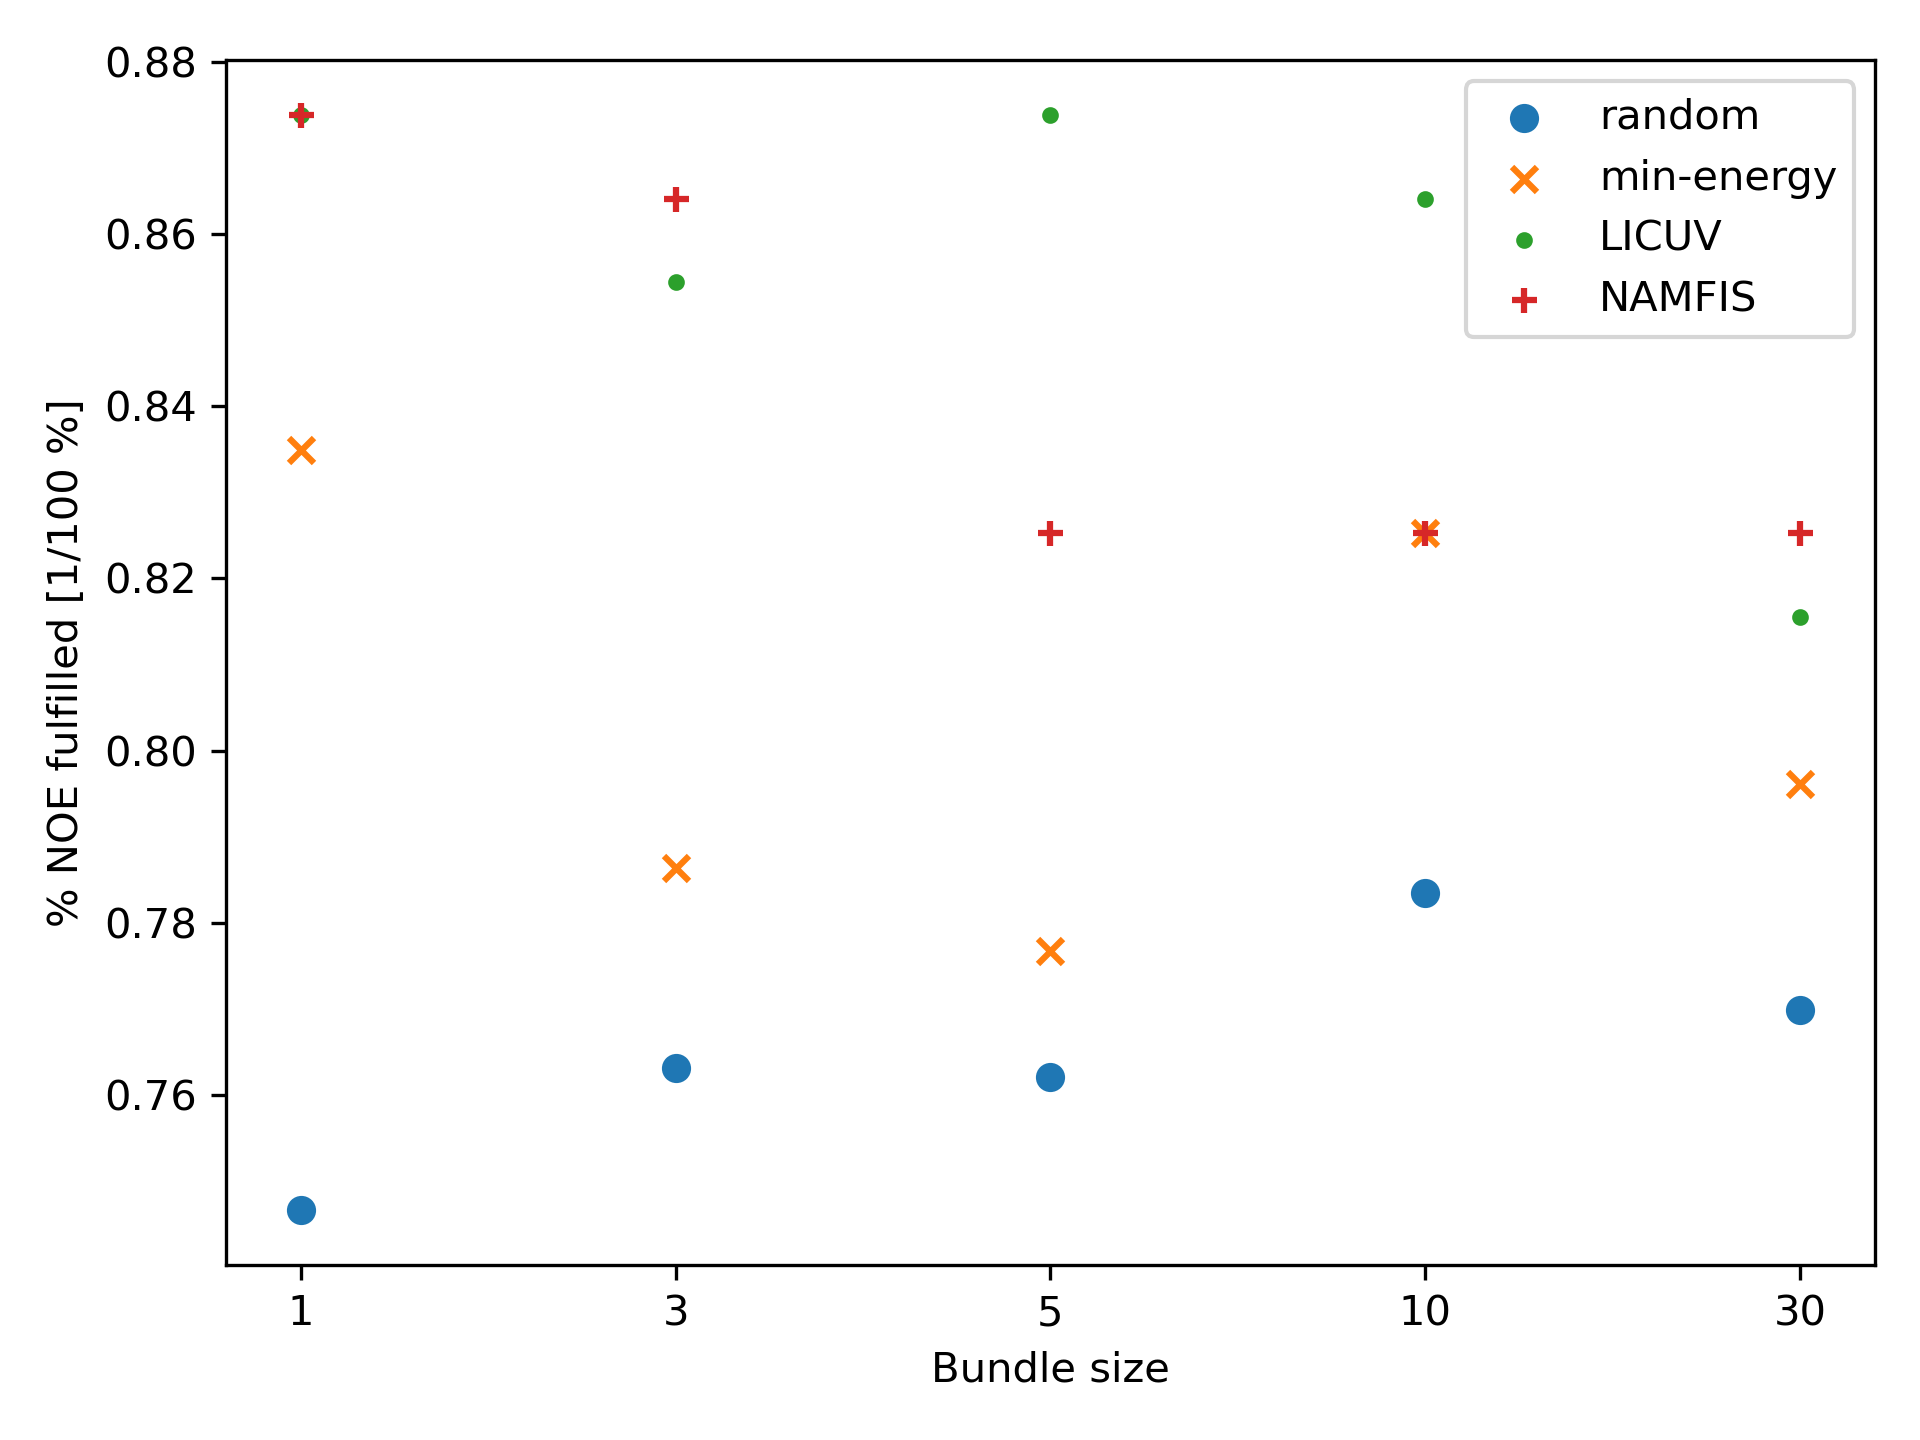 0.88
0.86
0.84
0.82
0.80
0.78
0.76
% NOE fulfilled [1/100 %]
random
min-energy
LICUV
NAMFIS
1 3 5 10 30
Bundle size